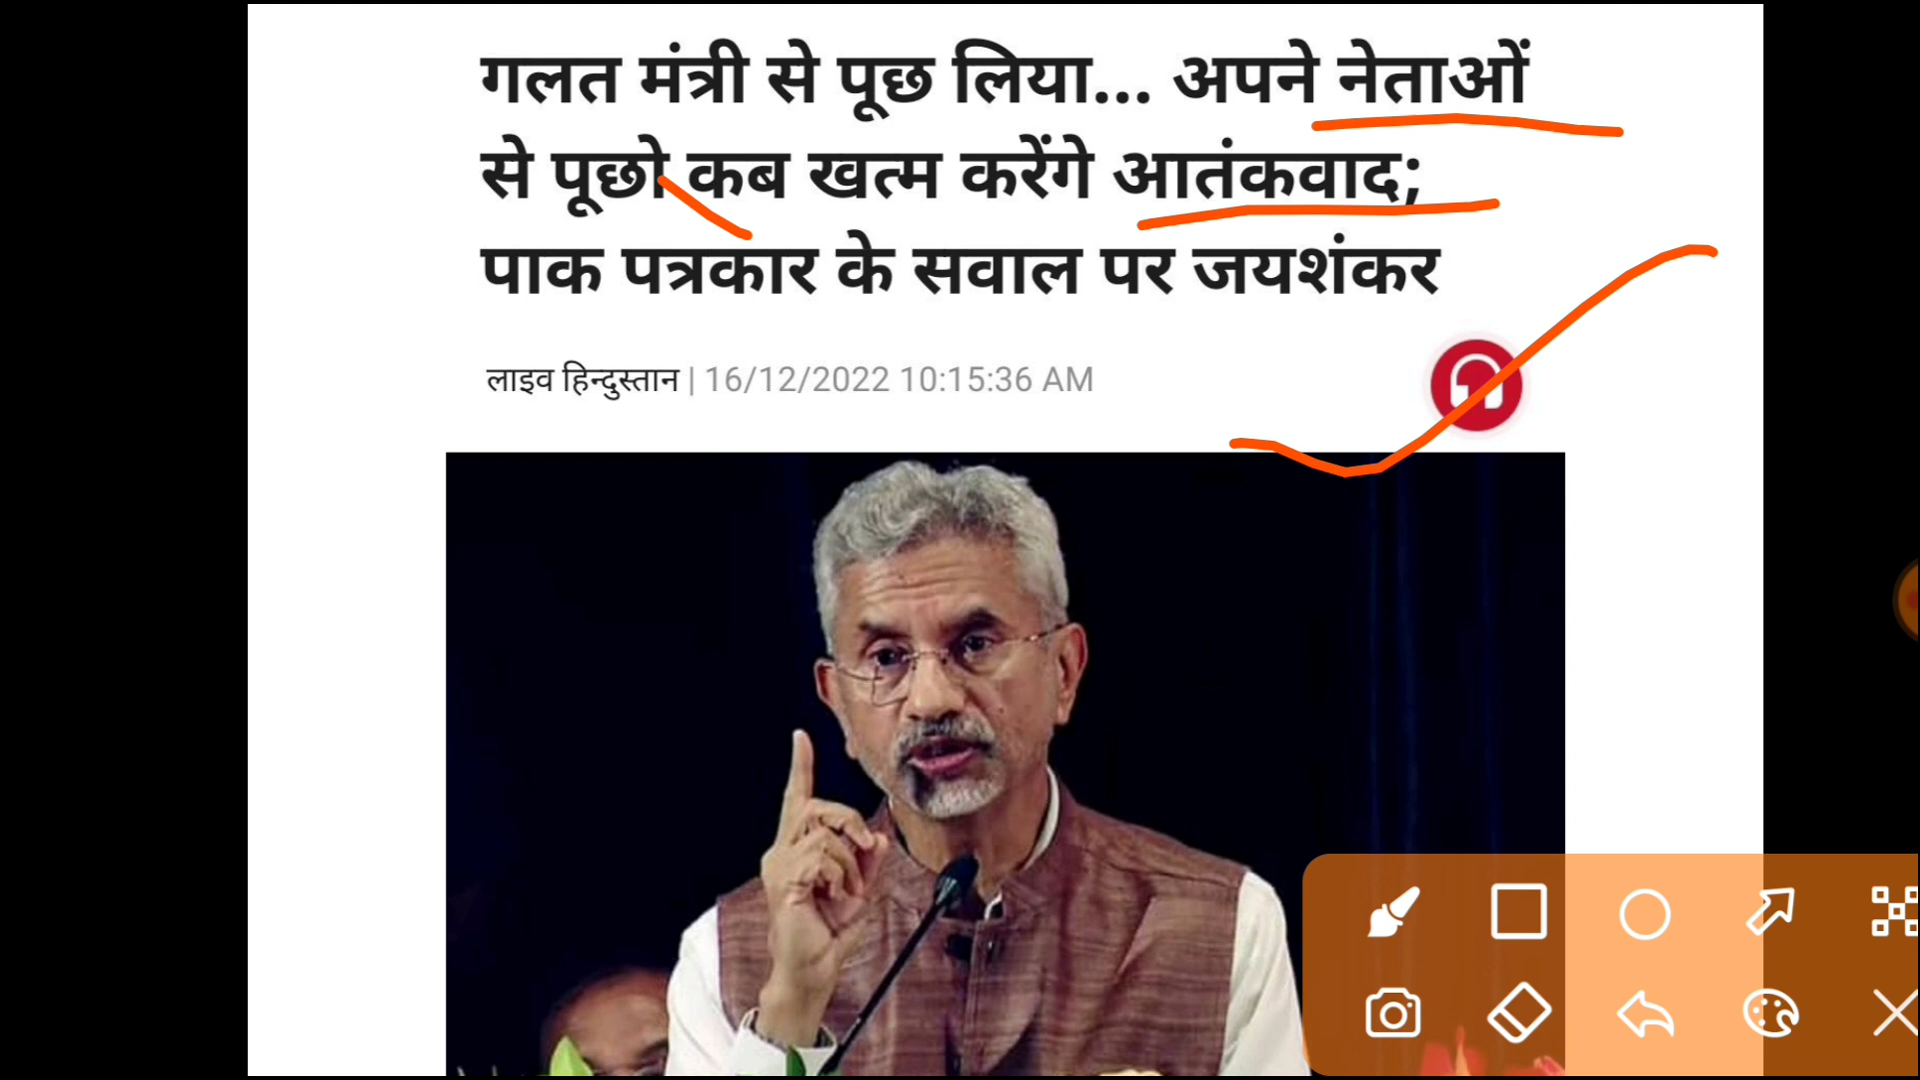 गलत मंत्री से पूछ लिया... अपने नेताओं
से पूछो कब खत्म करेंगे आतंकवाद;
पाक पत्रकार के सवाल पर जयशंकर
लाइव हिन्दुस्तान | 16/12/2022 10:15:36 AM